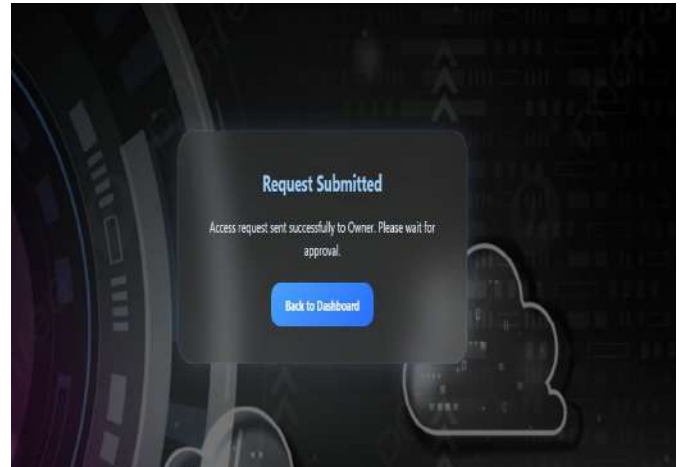 Request Submitted
Access request sent successfully to Owner. Please wait for
approval.
Back to Dashboard